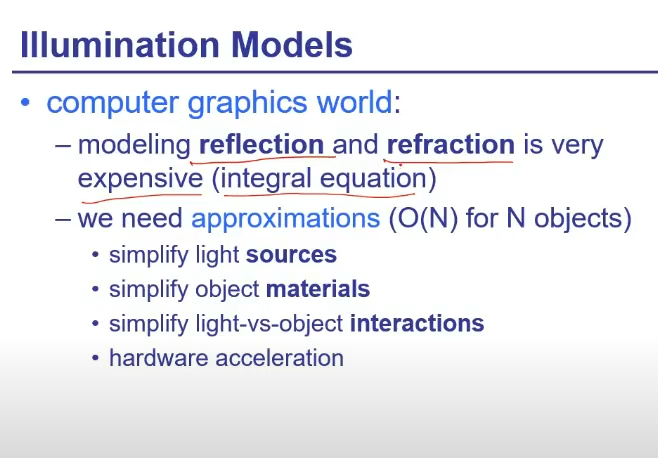 Illumination Models
• computer graphics world:
– modeling reflection and refraction is very
expensive (integral equation)
– we need approximations (O(N) for N objects)
• simplify light sources
• simplify object materials
• simplify light-vs-object interactions
• hardware acceleration